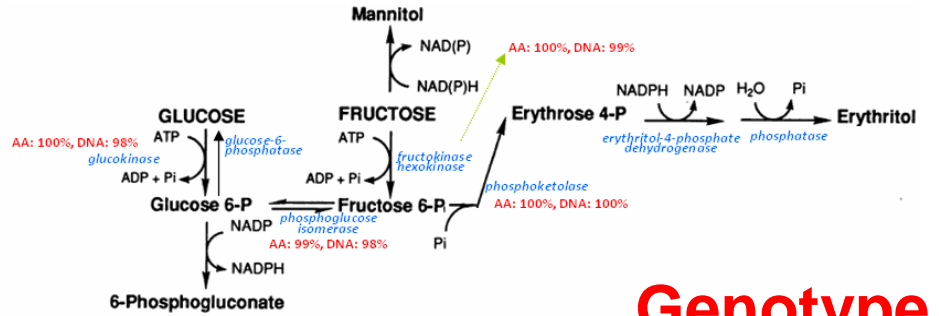 Mannitol
NAD(P)
NAD(P)H
AA: 100%, DNA: 99%
GLUCOSE
FRUCTOSE
Erythrose 4-P
NADPH
NADP
H₂O
Pi
Erythritol
erythritol-4-phosphate
dehydrogenase
phosphatase
AA: 100%, DNA: 98%
glucokinase
ATP
ADP + Pi
glucose-6-
phosphatase
ATP
ADP + Pi
fructokinase
hexokinase
phosphoketolase
AA: 100%, DNA: 100%
Glucose 6-P
Fructose 6-P
phosphoglucose
isomerase
AA: 99%, DNA: 98%
Pi
NADP
NADPH
6-Phosphogluconate
Genotype